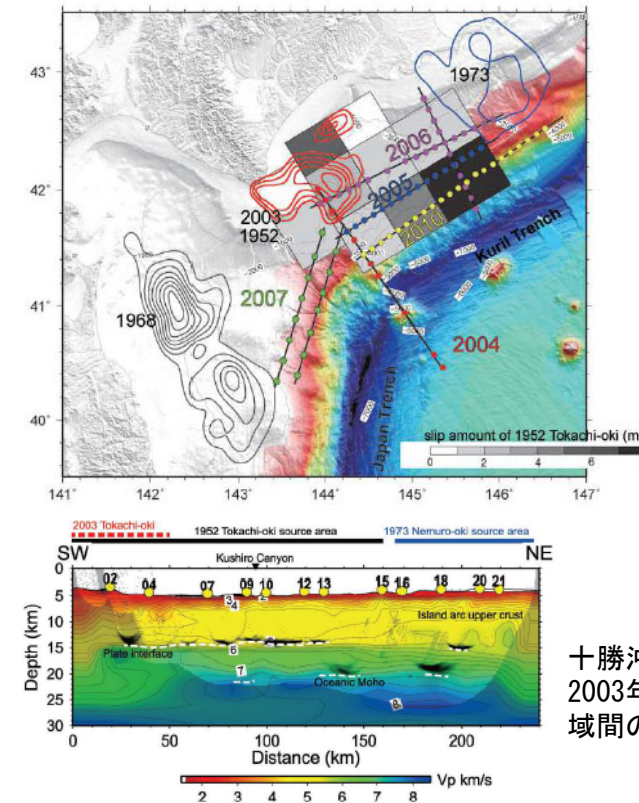 43°
42°
41°
40°
141°
142°
143°
144°
145°
146°
147°
1973
2006
2005
2010
2003
1952
2007
1968
2004
Kuril Trench
Japan Trench
slip amount of 1952 Tokachi-oki (m
0 2 4 6
2003 Tokachi-oki
1952 Tokachi-oki source area
1973 Nemuro-oki source area
SW
NE
Kushiro Canyon
02 04 07 09 10 12 13 15 16 18 20 21
Island arc upper crust
Plate interface
Oceanic Moho
Depth (km)
0
5
10
15
20
25
30
0 50 100 150 200
Distance (km)
2 3 4 5 6 7 8
Vp km/s
十勝沖
2003年
域間の